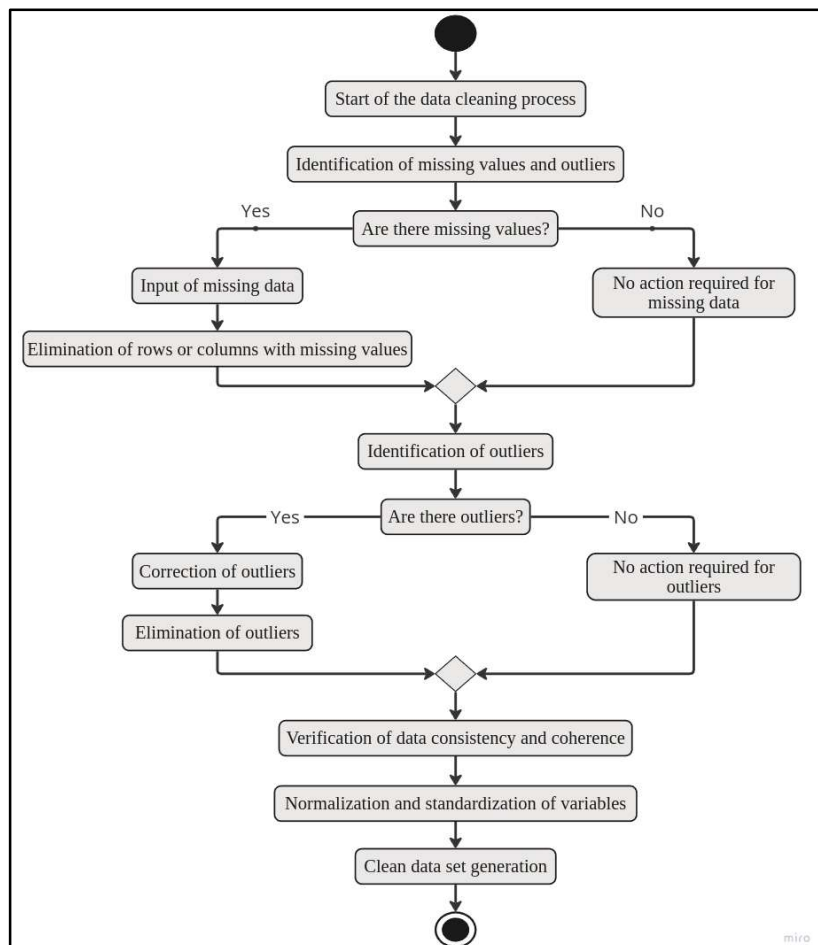 Start of the data cleaning process
Identification of missing values and outliers
Are there missing values?
Yes
No
Input of missing data
No action required for
missing data
Elimination of rows or columns with missing values
Identification of outliers
Are there outliers?
Yes
No
Correction of outliers
No action required for
outliers
Elimination of outliers
Verification of data consistency and coherence
Normalization and standardization of variables
Clean data set generation
miro